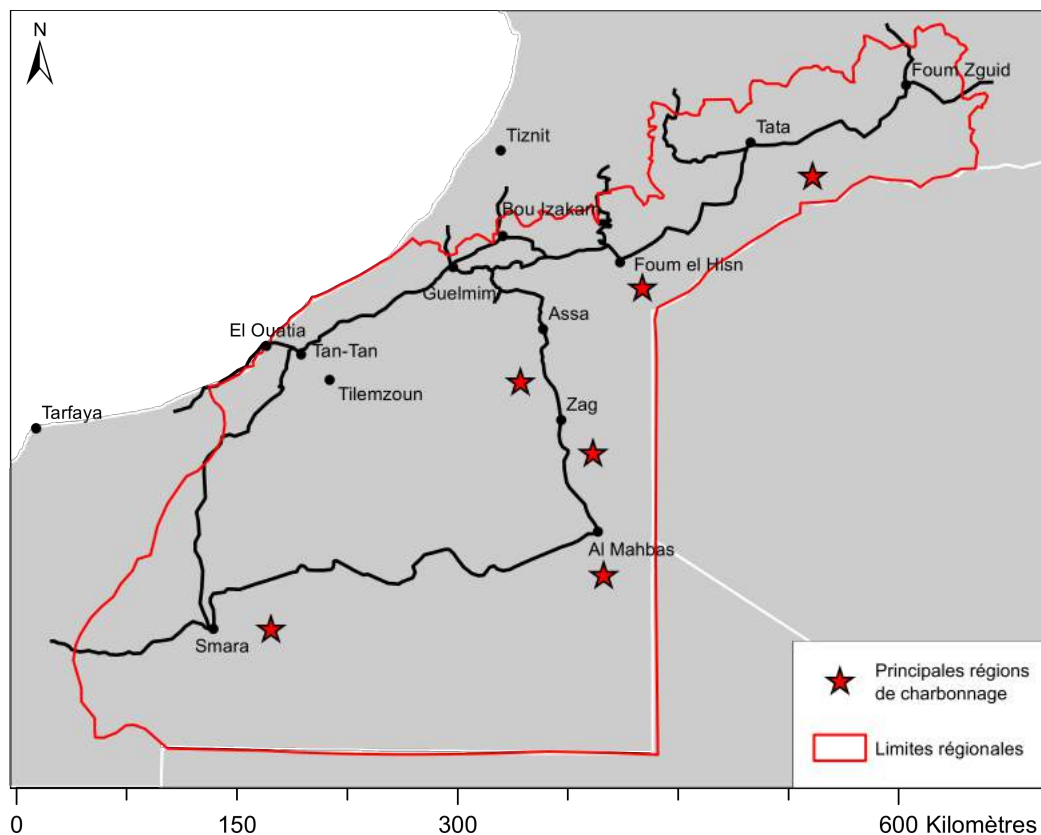 N
Foum Zguid
Tata
Tiznit
Bou Izakarn
Foum el Hisn
Guelmim
Assa
El Ouatia
Tan-Tan
Tilemzoun
Zag
Tarfaya
Al Mahbas
Smara
Principales régions
de charbonnage
Limites régionales
0 150 300 600 Kilomètres